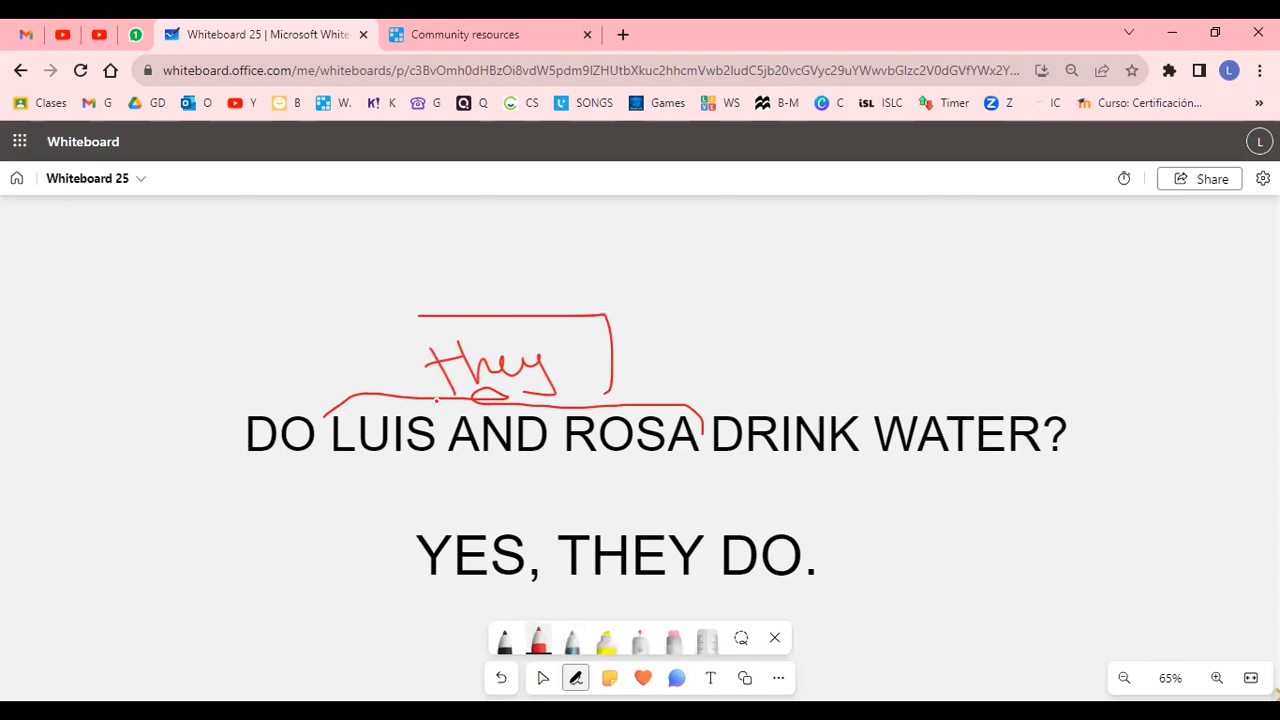 Whiteboard 25 | Microsoft White
Community resources
whiteboard.office.com/me/whiteboards/p/
Clases M G GD O Y B W. K! K G Q CS SONGS Games WS B-M C iSL ISLC Timer Z IC Curso: Certificación... »
L
Whiteboard
L
Whiteboard 25
Share
they
DO LUIS AND ROSA DRINK WATER?
YES, THEY DO.
T
65%